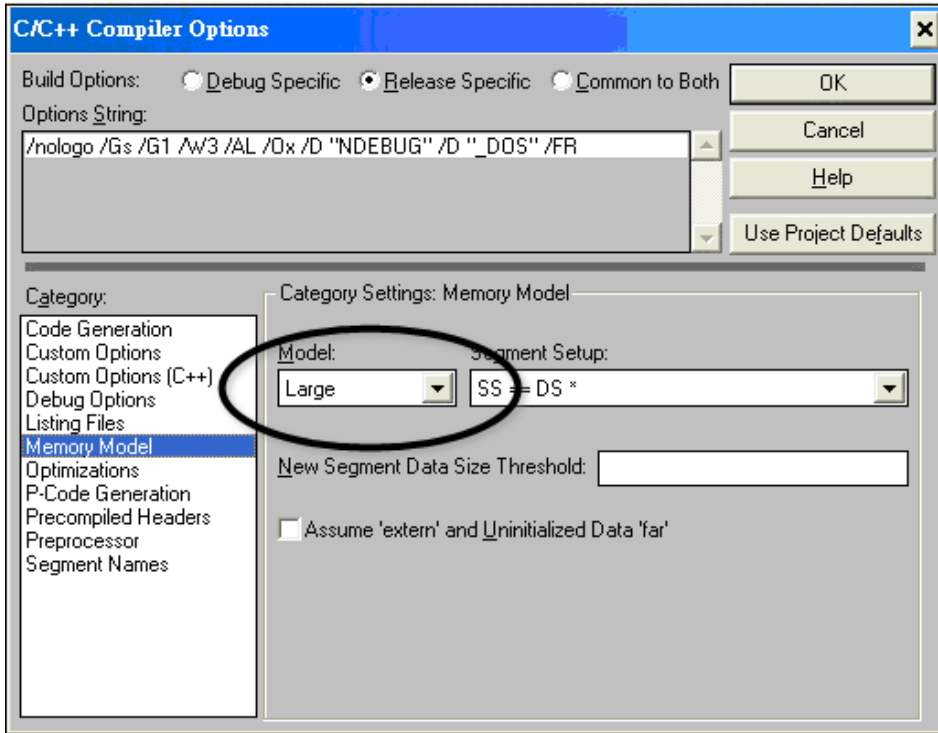 C/C++ Compiler Options
Build Options: Debug Specific Release Specific Common to Both
OK
Options String:
/nologo /Gs /G1 /W3 /AL /Ox /D "NDEBUG" /D "_DOS" /FR
Cancel
Help
Use Project Defaults
Category:
Code Generation
Custom Options
Custom Options (C++)
Debug Options
Listing Files
Memory Model
Optimizations
P-Code Generation
Precompiled Headers
Preprocessor
Segment Names
Category Settings: Memory Model
Model: Segment Setup:
Large SS == DS *
New Segment Data Size Threshold:
Assume 'extern' and Uninitialized Data 'far'